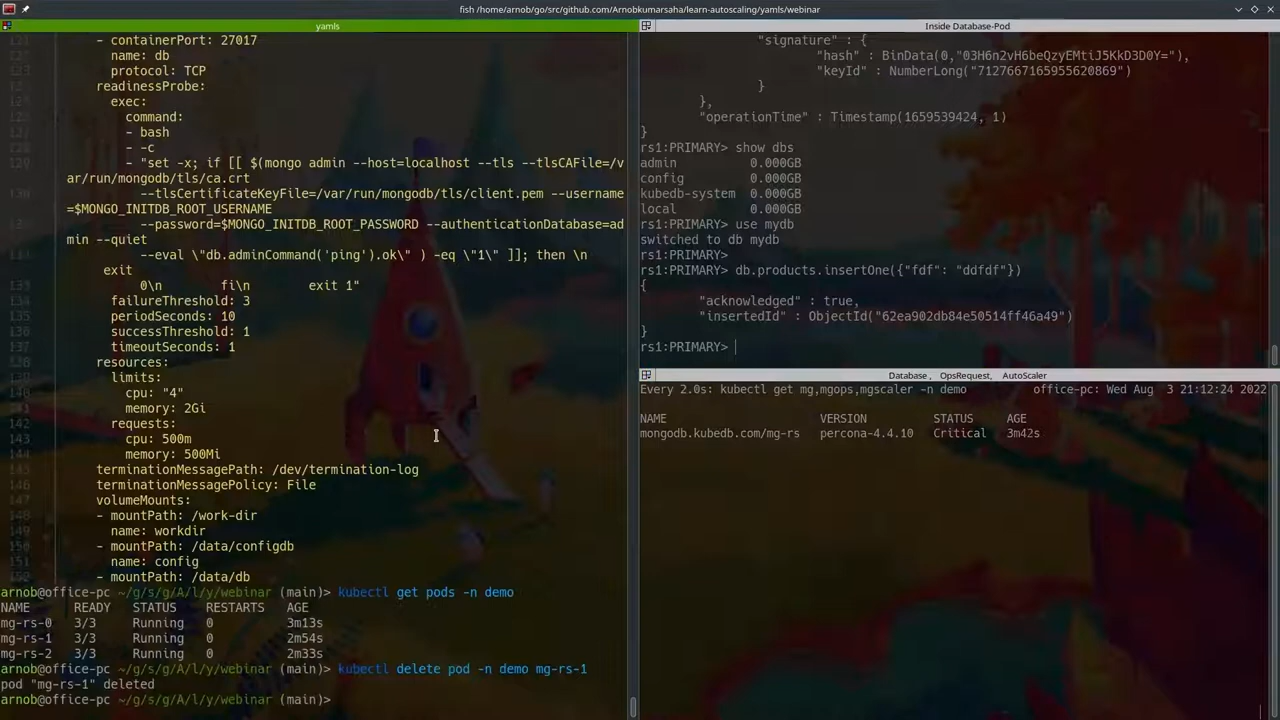 fish /home/arnob/go/src/github.com/Arnobkumarsaha/learn-autoscaling/yamls/webinar
yamls
- containerPort: 27017
name: db
protocol: TCP
readinessProbe:
exec:
command:
- bash
- -c
- "set -x; if [[ $(mongo admin --host=localhost --tls --tlsCAFile=/v
ar/run/mongodb/tls/ca.crt
--tlsCertificateKeyFile=/var/run/mongodb/tls/client.pem --username
=$MONGO_INITDB_ROOT_USERNAME
--password=$MONGO_INITDB_ROOT_PASSWORD --authenticationDatabase=ad
min --quiet
--eval \"db.adminCommand('ping').ok\" ) -eq \"1\" ]]; then \n
exit
0\n       fi\n        exit 1"
failureThreshold: 3
periodSeconds: 10
successThreshold: 1
timeoutSeconds: 1
resources:
limits:
cpu: "4"
memory: 2Gi
requests:
cpu: 500m
memory: 500Mi
terminationMessagePath: /dev/termination-log
terminationMessagePolicy: File
volumeMounts:
- mountPath: /work-dir
name: workdir
- mountPath: /data/configdb
name: config
- mountPath: /data/db
arnob@office-pc ~/g/s/g/A/l/y/webinar (main)> kubectl get pods -n demo
NAME      READY   STATUS    RESTARTS   AGE
mg-rs-0   3/3     Running   0          3m13s
mg-rs-1   3/3     Running   0          2m54s
mg-rs-2   3/3     Running   0          2m33s
arnob@office-pc ~/g/s/g/A/l/y/webinar (main)> kubectl delete pod -n demo mg-rs-1
pod "mg-rs-1" deleted
arnob@office-pc ~/g/s/g/A/l/y/webinar (main)>
Inside Database-Pod
"signature" : {
"hash" : BinData(0,"03H6n2vH6beQzyEMtiJ5KkD3D0Y="),
"keyId" : NumberLong("7127667165955620869")
}
},
"operationTime" : Timestamp(1659539424, 1)
}
rs1:PRIMARY> show dbs
admin          0.000GB
config         0.000GB
kubedb-system  0.000GB
local          0.000GB
rs1:PRIMARY> use mydb
switched to db mydb
rs1:PRIMARY>
rs1:PRIMARY> db.products.insertOne({"fdf": "ddfdf"})
{
"acknowledged" : true,
"insertedId" : ObjectId("62ea902db84e50514ff46a49")
}
rs1:PRIMARY>
Database , OpsRequest, AutoScaler
Every 2.0s: kubectl get mg,mgops,mgscaler -n demo          office-pc: Wed Aug  3 21:12:24 2022
NAME                       VERSION          STATUS     AGE
mongodb.kubedb.com/mg-rs   percona-4.4.10   Critical   3m42s